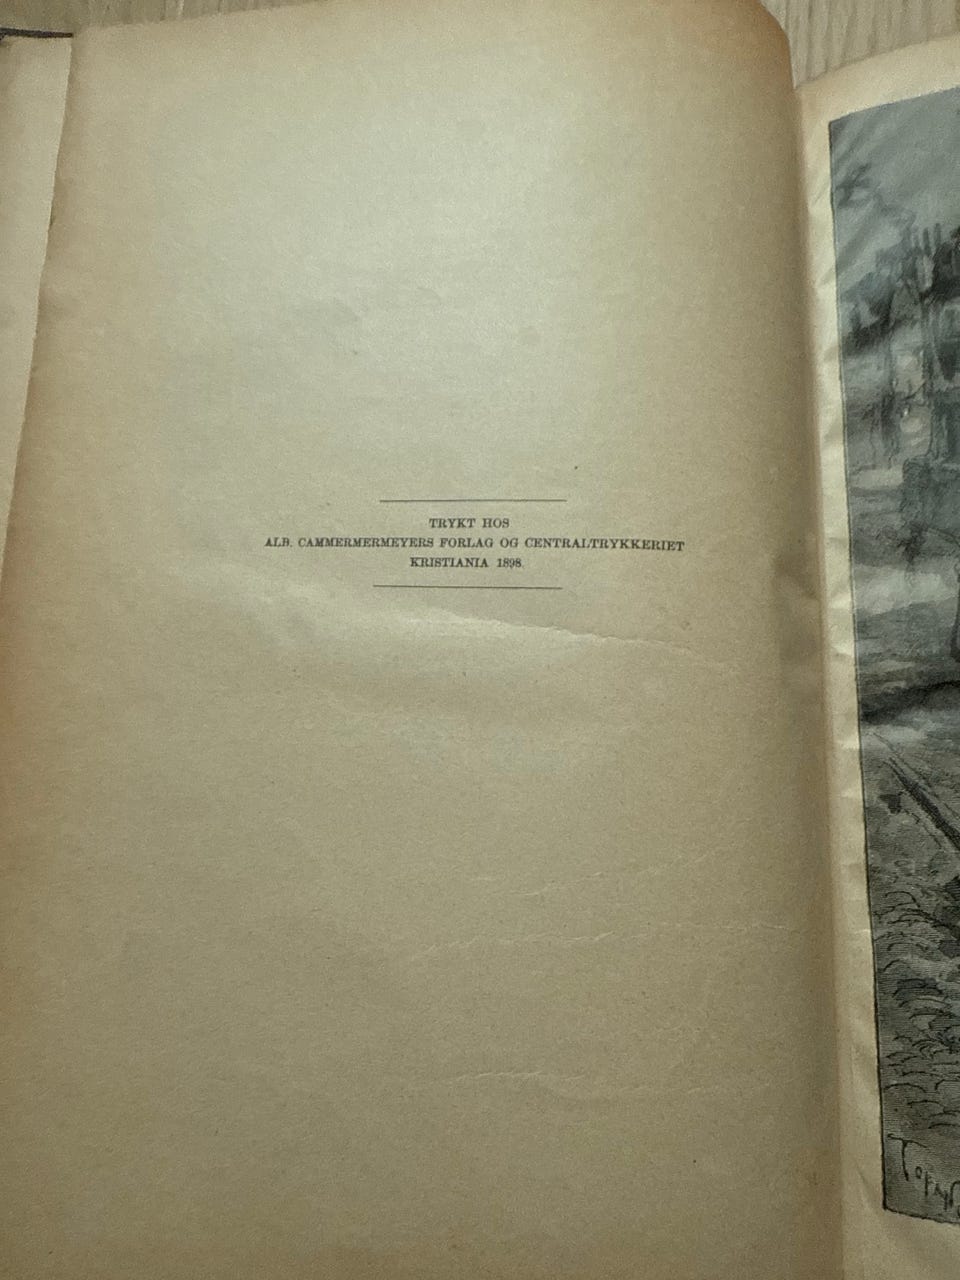 TRYKT HOS
ALB. CAMMERMERMEYERS FORLAG OG CENTRALTRYKKERIET
KRISTIANIA 1898.